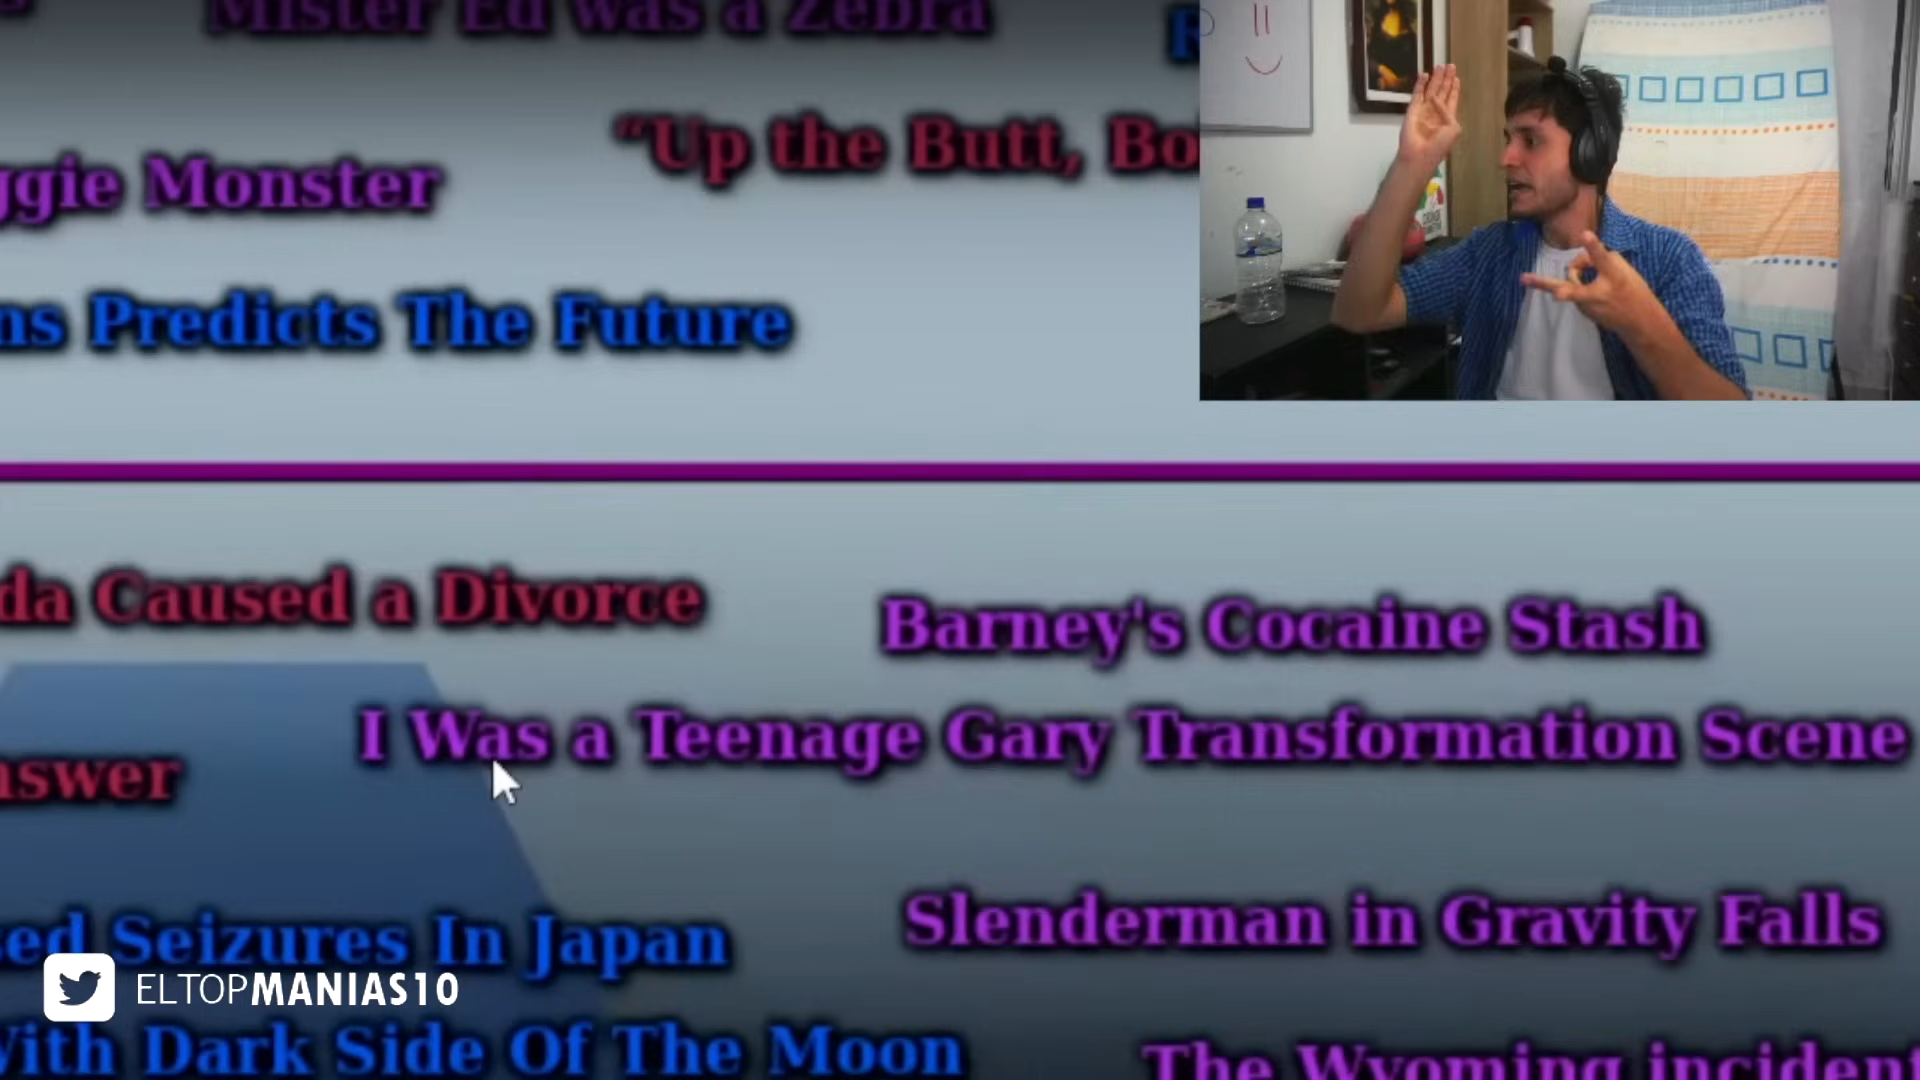 Mister Ed was a Zebra
R
"Up the Butt, Bo
ggie Monster
ns Predicts The Future
da Caused a Divorce
Barney's Cocaine Stash
I Was a Teenage Gary Transformation Scene
nswer
Slenderman in Gravity Falls
sed Seizures In Japan
ELTOPMANIAS10
With Dark Side Of The Moon
The Wyoming incident